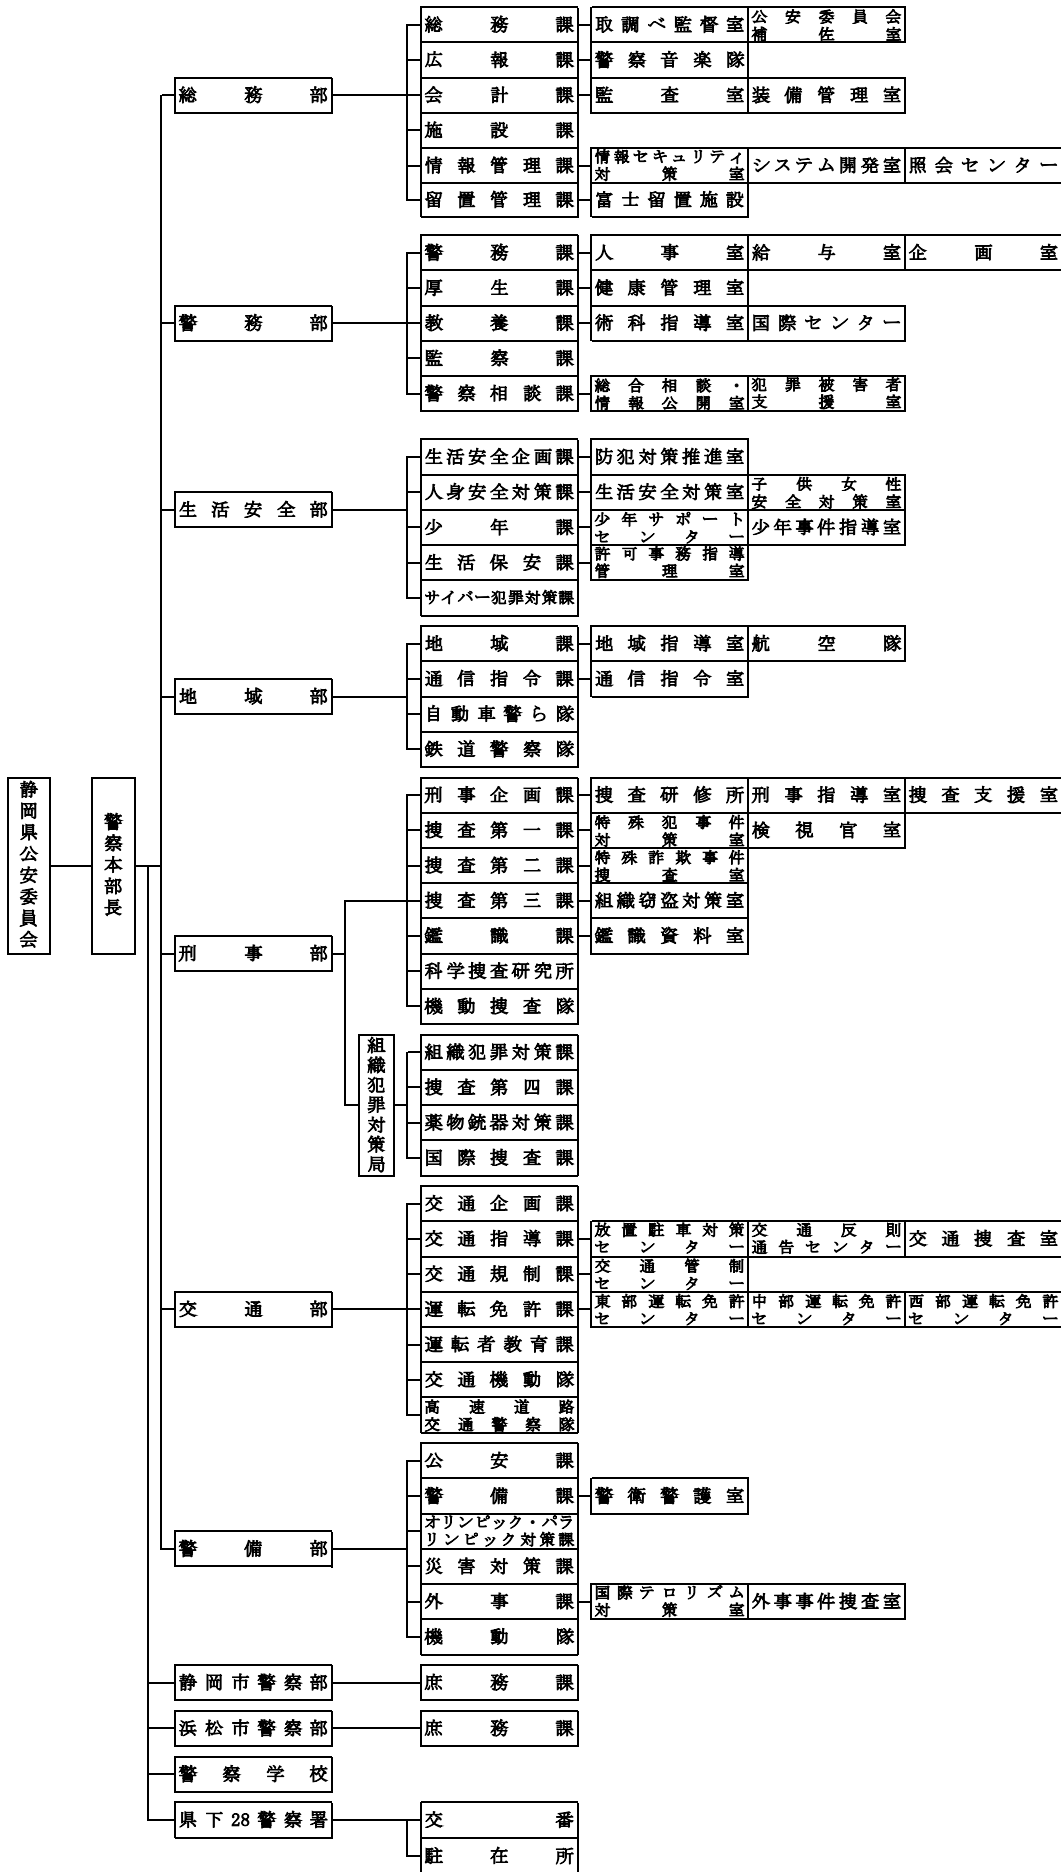 総務課 取調べ監督室 公安委員会
補佐室
広報課 警察音楽隊
総務部 会計課 監査室 装備管理室
施設課
情報管理課 情報セキュリティ
対策室 システム開発室 照会センター
留置管理課 富士留置施設
警務課 人事室 給与室 企画室
厚生課 健康管理室
警務部 教養課 術科指導室 国際センター
監察課
警察相談課 総合相談・
情報公開室 犯罪被害者
支援室
生活安全企画課 防犯対策推進室
人身安全対策課 生活安全対策室 子供女性
安全対策室
生活安全部
少年課 少年サポート
センター 少年事件指導室
生活保安課 許可事務指導
管理室
サイバー犯罪対策課
地域課 地域指導室 航空隊
通信指令課 通信指令室
地域部
自動車警ら隊
鉄道警察隊
静岡県公安委員会
警察本部長
刑事企画課 捜査研修所 刑事指導室 捜査支援室
捜査第一課 特殊犯事件
対策室 検視官室
捜査第二課 特殊詐欺事件
捜査室
捜査第三課 組織窃盗対策室
鑑識課 鑑識資料室
刑事部
科学捜査研究所
機動捜査隊
組織犯罪対策局
組織犯罪対策課
捜査第四課
薬物銃器対策課
国際捜査課
交通企画課
交通指導課 放置駐車対策
センター 交通反則
通告センター 交通捜査室
交通規制課 交通管制
センター
交通部 運転免許課 東部運転免許
センター 中部運転免許
センター 西部運転免許
センター
運転者教育課
交通機動隊
高速道路
交通警察隊
公安課
警備課 警衛警護室
オリンピック・パラ
リンピック対策課
警備部
災害対策課
外事課 国際テロリズム
対策室 外事事件捜査室
機動隊
静岡市警察部 庶務課
浜松市警察部 庶務課
警察学校
県下28警察署 交番
駐在所